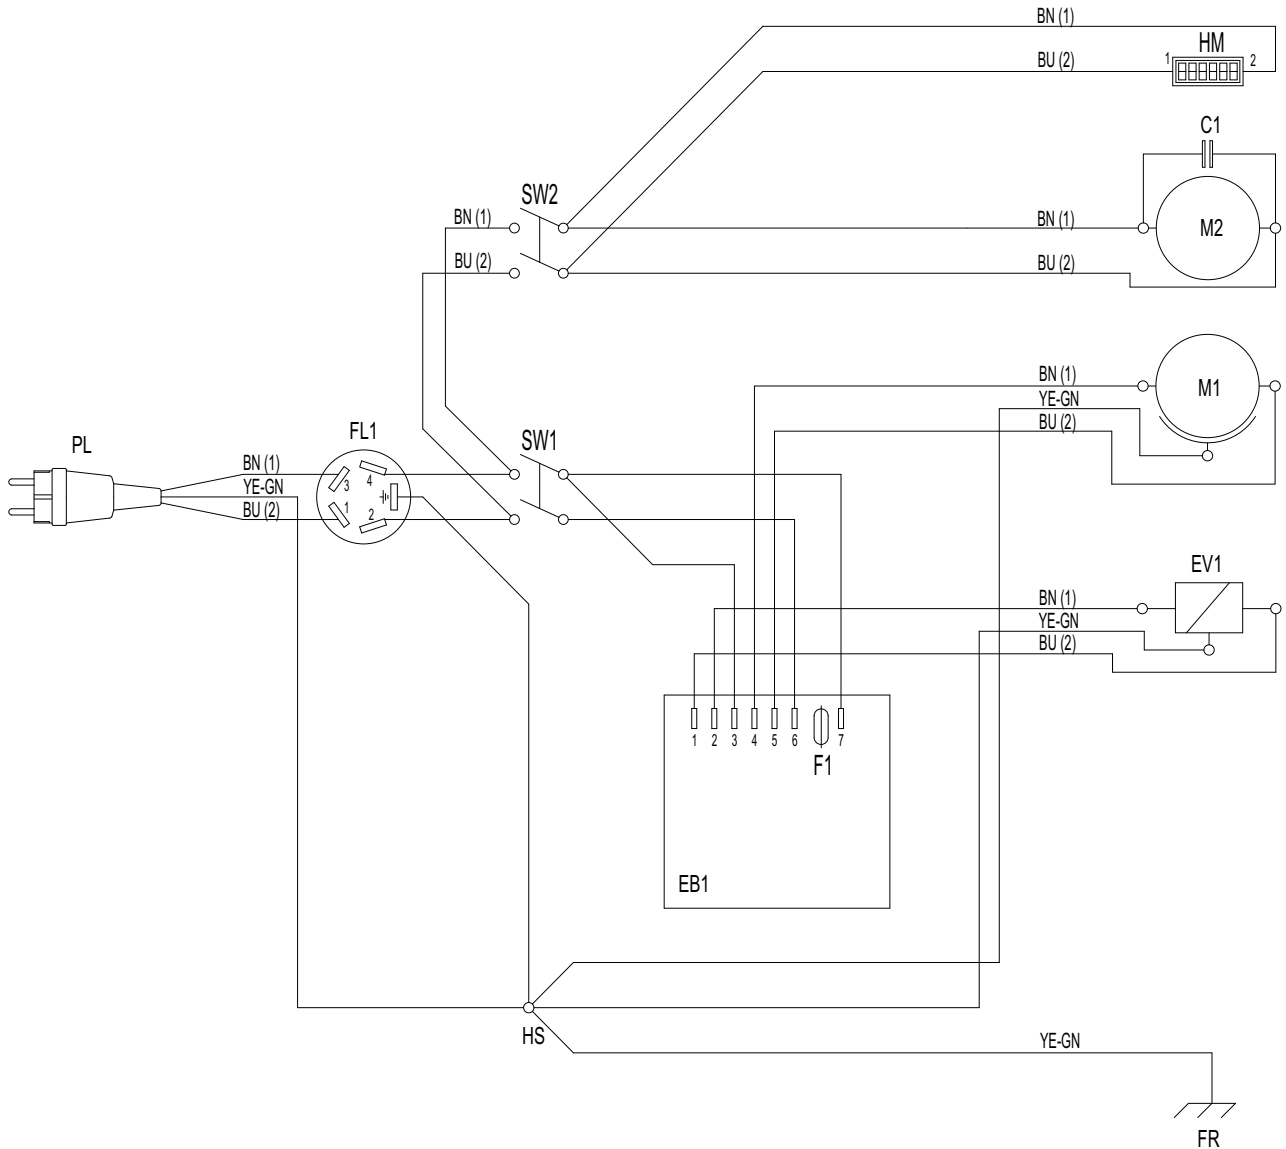 BN (1)
HM
BU (2)
1
2
C1
SW2
BN (1)
BN (1)
M2
BU (2)
BU (2)
BN (1)
M1
YE-GN
BU (2)
FL1
SW1
PL
BN (1)
4
3
YE-GN
1
2
BU (2)
EV1
BN (1)
YE-GN
BU (2)
1 2 3 4 5 6 7
F1
EB1
HS
YE-GN
FR